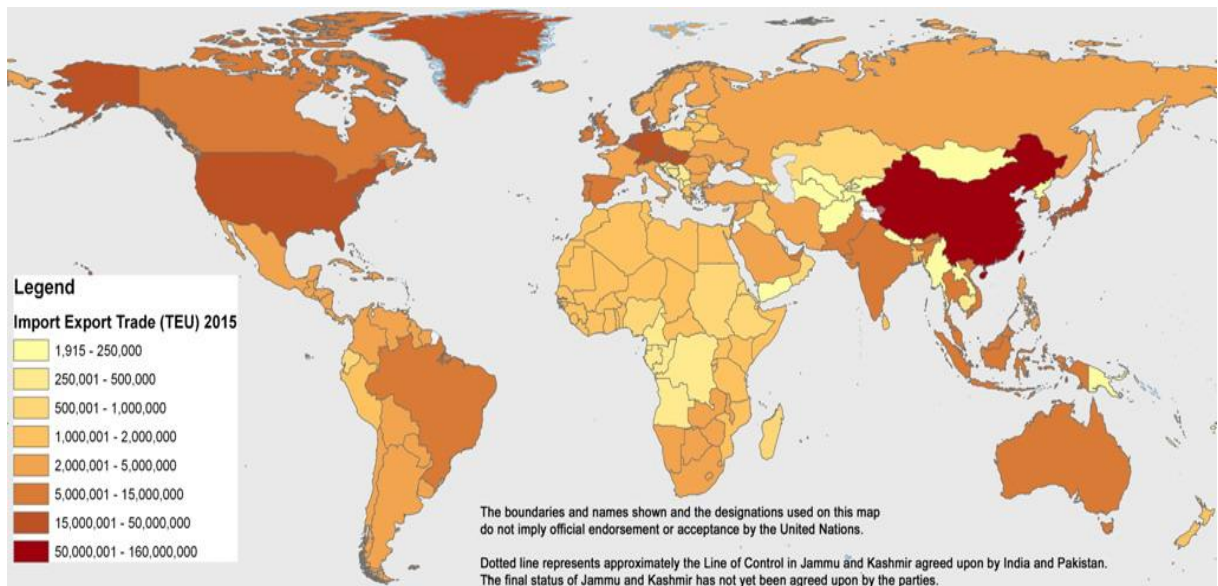 Legend
Import Export Trade (TEU) 2015
1,915 - 250,000
250,001 - 500,000
500,001 - 1,000,000
1,000,001 - 2,000,000
2,000,001 - 5,000,000
5,000,001 - 15,000,000
15,000,001 - 50,000,000
50,000,001 - 160,000,000
The boundaries and names shown and the designations used on this map
do not imply official endorsement or acceptance by the United Nations.
Dotted line represents approximately the Line of Control in Jammu and Kashmir agreed upon by India and Pakistan.
The final status of Jammu and Kashmir has not yet been agreed upon by the parties.